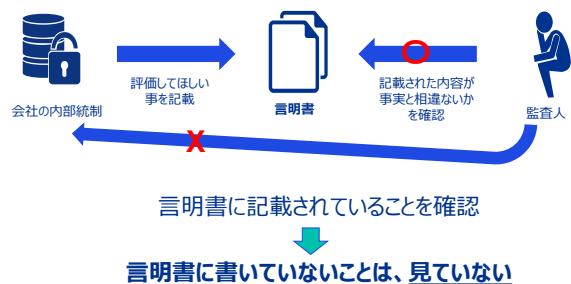 評価してほしい
事を記載
記載された内容が
事実と相違ないか
を確認
会社の内部統制
言明書
監査人
X
言明書に記載されていることを確認
言明書に書いていないことは、見ていない